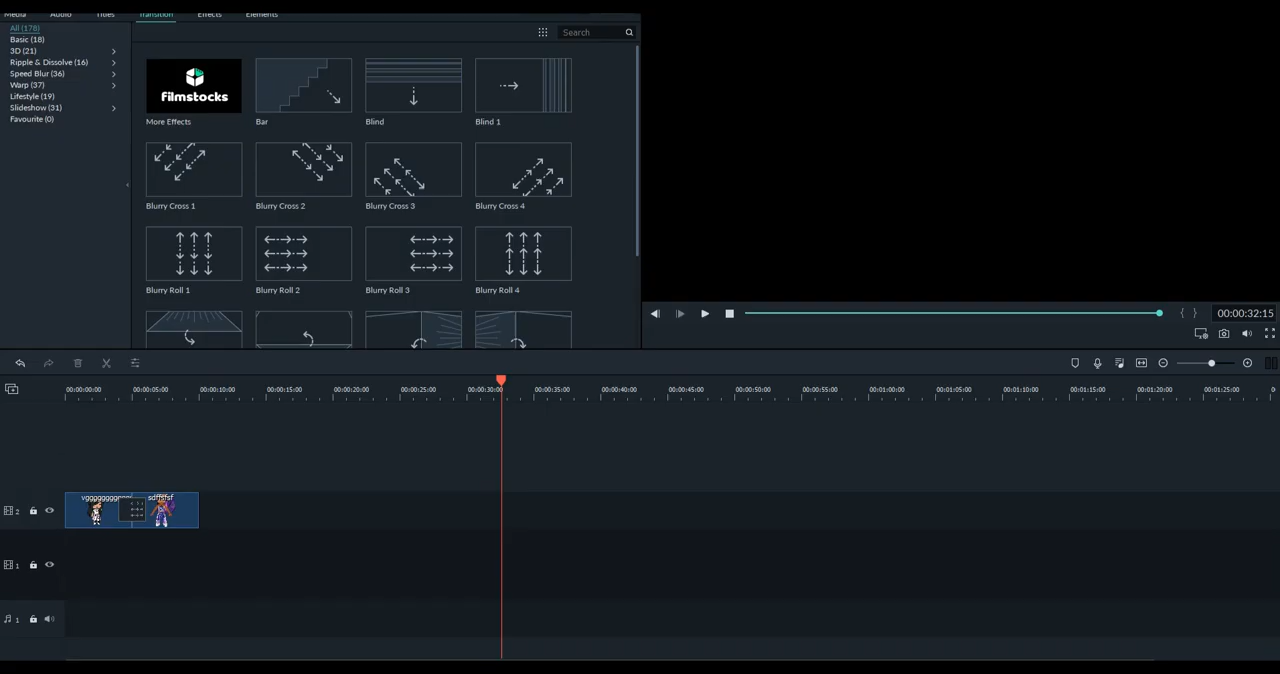 Media Audio Titles Transition Effects Elements
All (178)
Basic (18)
3D (21)
Ripple & Dissolve (16)
Speed Blur (36)
Warp (37)
Lifestyle (19)
Slideshow (31)
Favourite (0)
Search
filmstocks
More Effects Bar Blind Blind 1
Blurry Cross 1 Blurry Cross 2 Blurry Cross 3 Blurry Cross 4
Blurry Roll 1 Blurry Roll 2 Blurry Roll 3 Blurry Roll 4
{ } 00:00:32:15
00:00:00:00 00:00:05:00 00:00:10:00 00:00:15:00 00:00:20:00 00:00:25:00 00:00:30:00 00:00:35:00 00:00:40:00 00:00:45:00 00:00:50:00 00:00:55:00 00:01:00:00 00:01:05:00 00:01:10:00 00:01:15:00 00:01:20:00 00:01:25:00 0
2
1
1